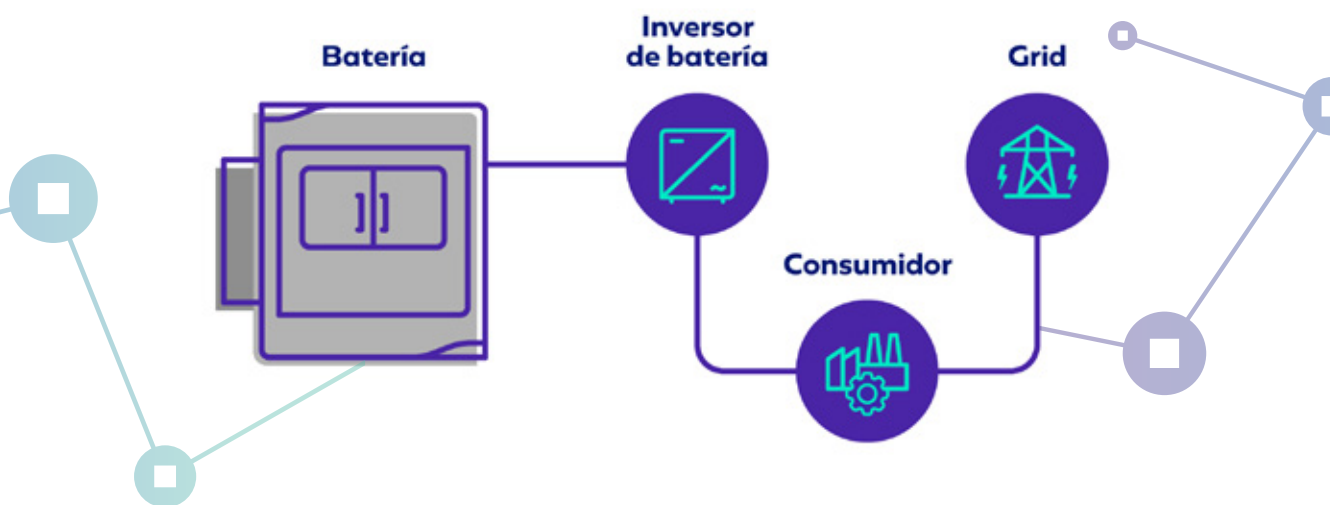 Batería
Inversor
de batería
Grid
Consumidor